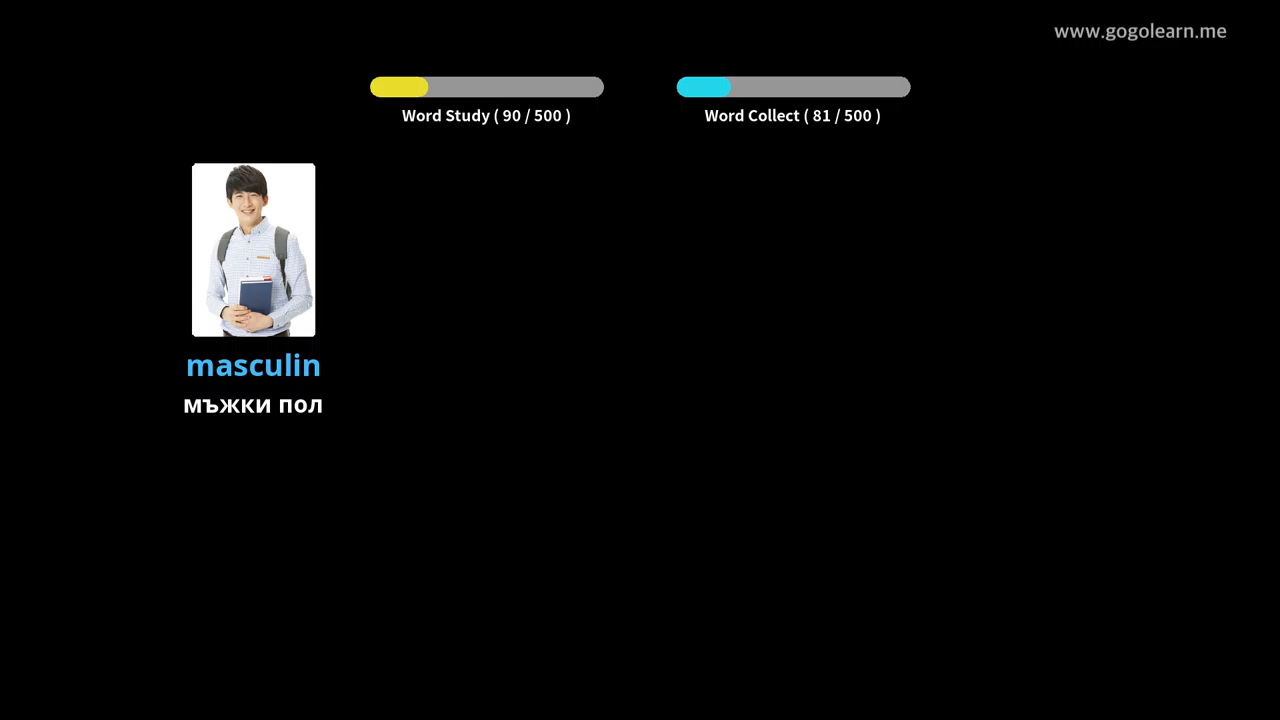 www.gogolearn.me
Word Study ( 90 / 500 )
Word Collect ( 81 / 500 )
masculin
мъжки пол